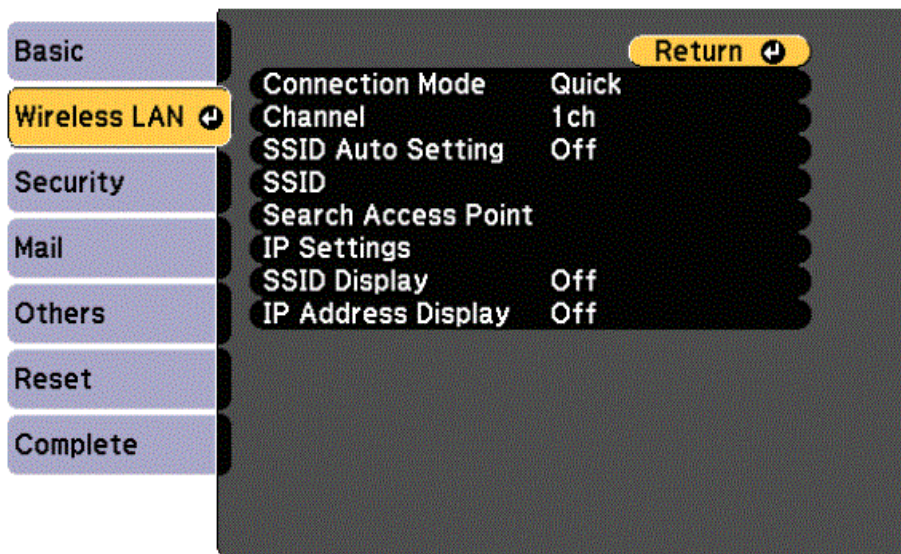 Basic
Wireless LAN
Security
Mail
Others
Reset
Complete
Return
Connection Mode Quick
Channel 1ch
SSID Auto Setting Off
SSID
Search Access Point
IP Settings
SSID Display Off
IP Address Display Off